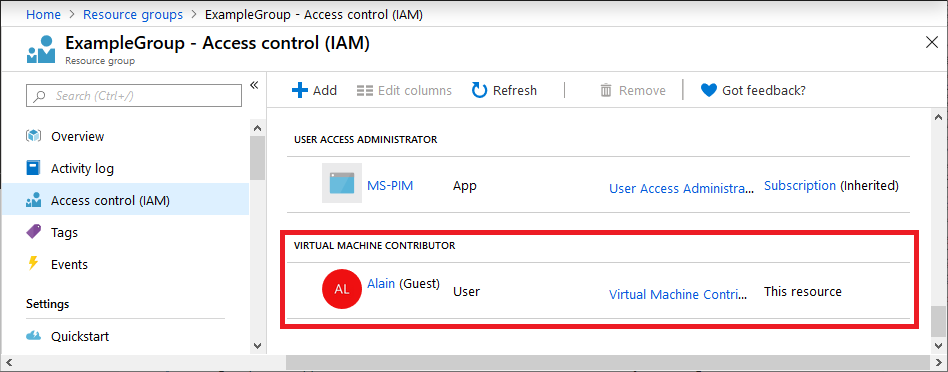 Home > Resource groups > ExampleGroup - Access control (IAM)
ExampleGroup - Access control (IAM)
Resource group
Search (Ctrl+/)
Overview
Activity log
Access control (IAM)
Tags
Events
Settings
Quickstart
Add Edit columns Refresh Remove Got feedback?
USER ACCESS ADMINISTRATOR
MS-PIM App User Access Administra... Subscription (Inherited)
VIRTUAL MACHINE CONTRIBUTOR
AL Alain (Guest) User Virtual Machine Contri... This resource